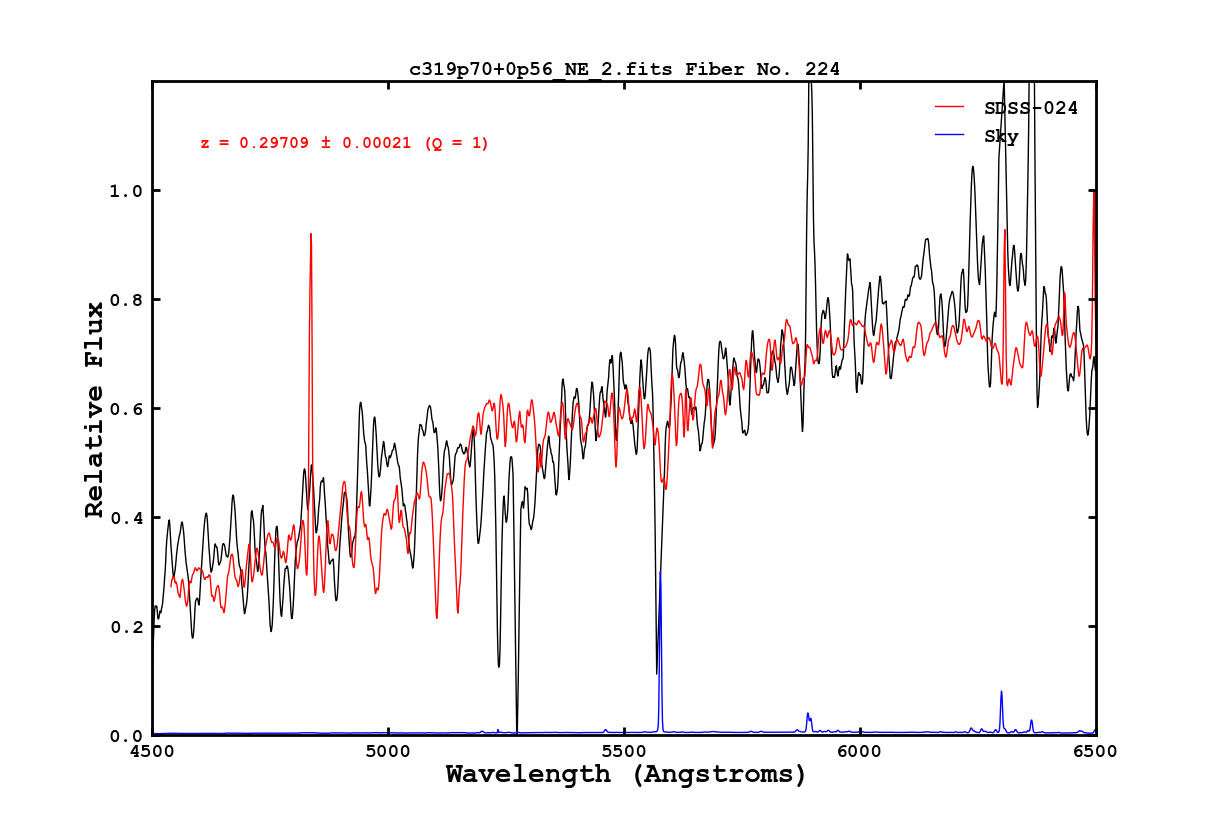 c319p70+0p56_NE_2.fits Fiber No. 224
z = 0.29709 ± 0.00021 (Q = 1)
SDSS-024
Sky
1.0
0.8
0.6
0.4
0.2
0.0
Relative Flux
4500 5000 5500 6000 6500
Wavelength (Angstroms)